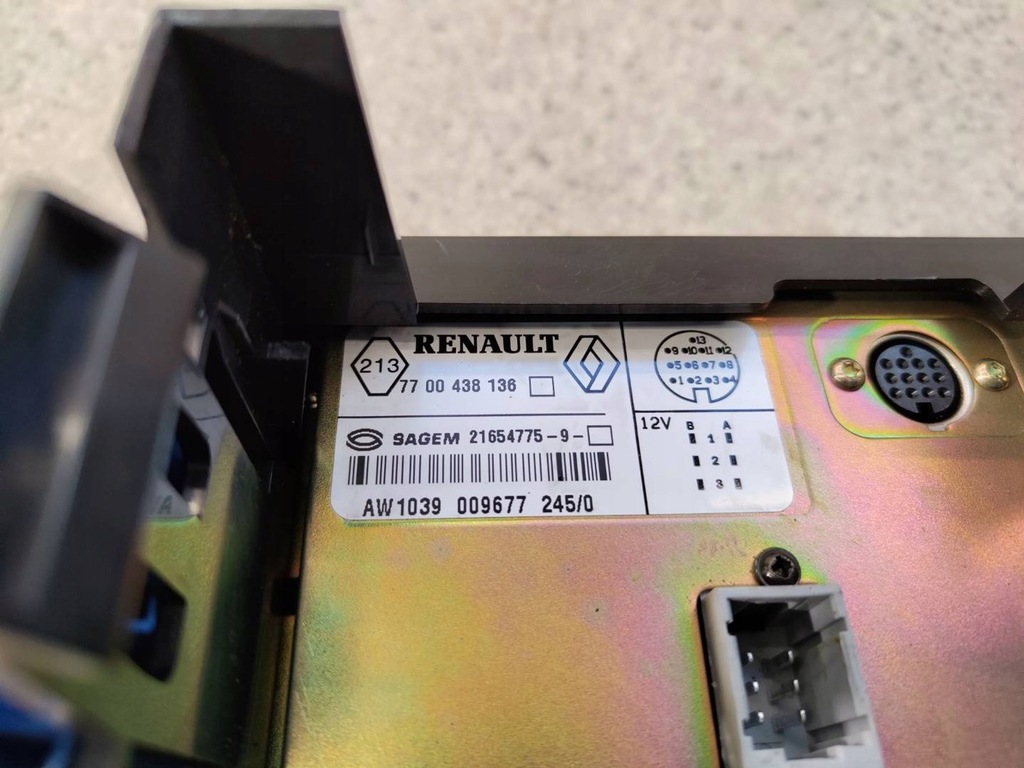 213
RENAULT
77 00 438 136
SAGEM 21654775-9-
AW1039 009677 245/0
13
9 10 11 12
5 6 7 8
1 2 3 4
12V B A
1
2
3